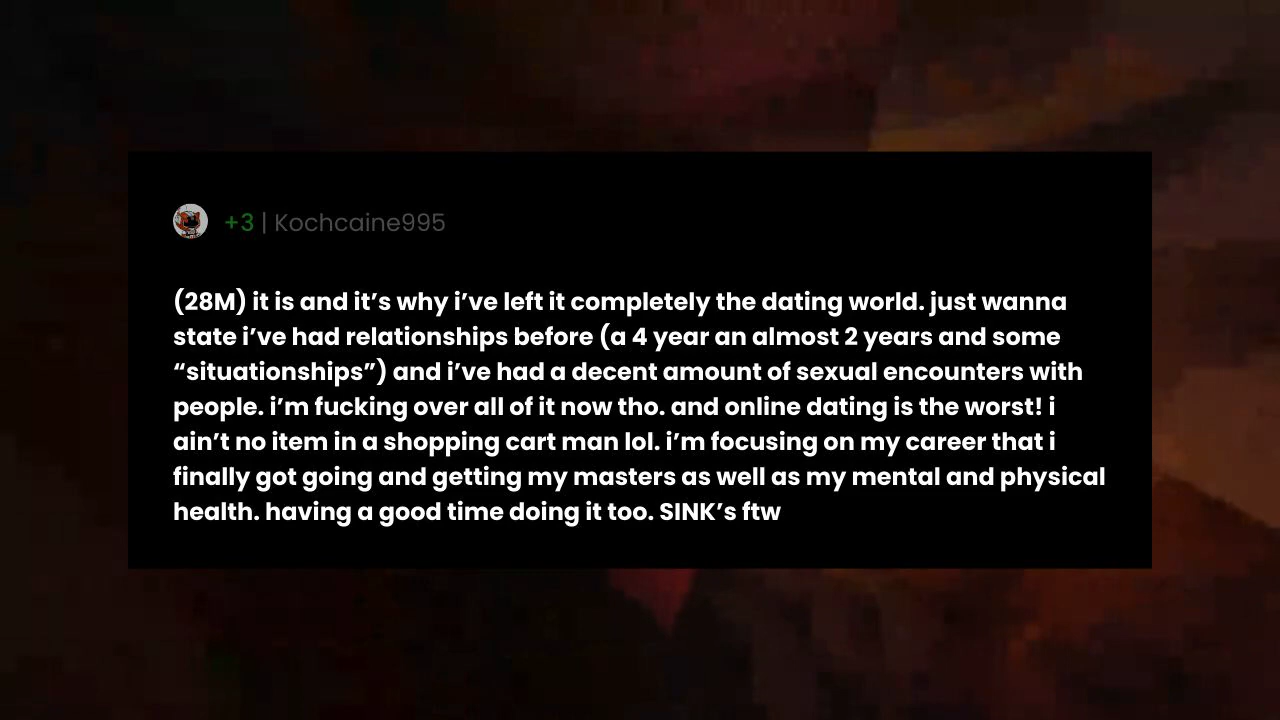 +3 | Kochcaine995
(28M) it is and it’s why i’ve left it completely the dating world. just wanna
state i’ve had relationships before (a 4 year an almost 2 years and some
“situationships”) and i’ve had a decent amount of sexual encounters with
people. i’m fucking over all of it now tho. and online dating is the worst! i
ain’t no item in a shopping cart man lol. i’m focusing on my career that i
finally got going and getting my masters as well as my mental and physical
health. having a good time doing it too. SINK’s ftw